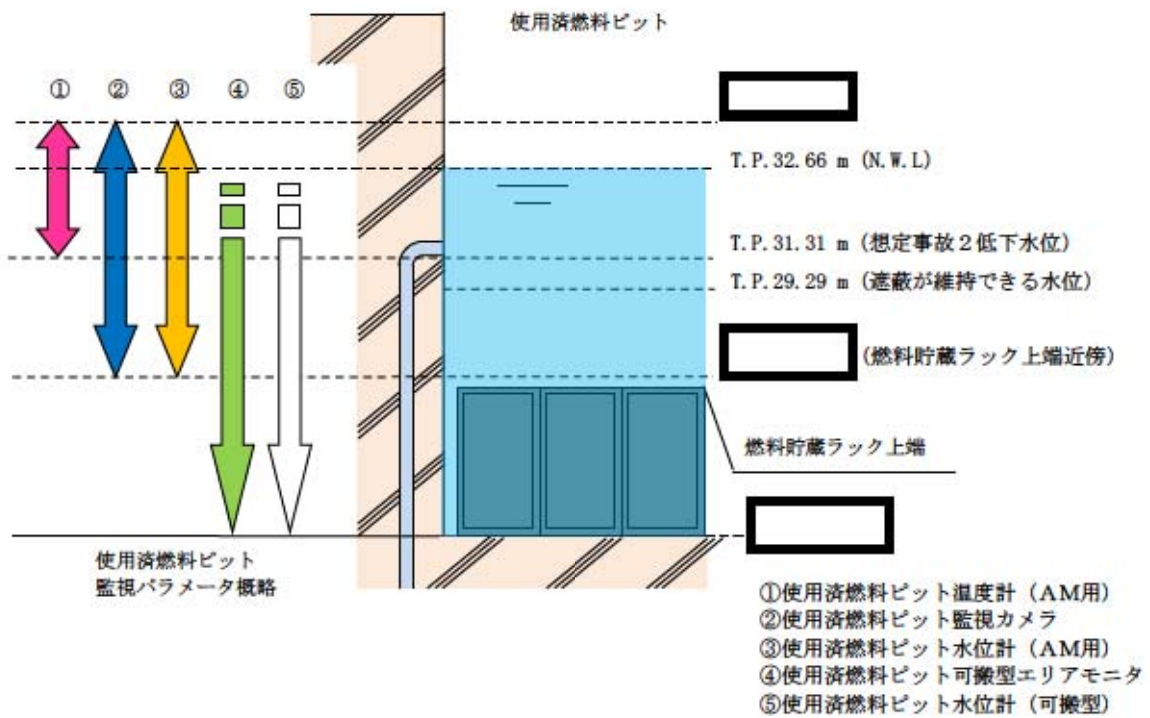 使用済燃料ピット
① ② ③ ④ ⑤
T.P.32.66 m (N.W.L)
T.P.31.31 m (想定事故2低下水位)
T.P.29.29 m (遮蔽が維持できる水位)
(燃料貯蔵ラック上端近傍)
燃料貯蔵ラック上端
使用済燃料ピット
監視パラメータ概略
①使用済燃料ピット温度計（AM用）
②使用済燃料ピット監視カメラ
③使用済燃料ピット水位計（AM用）
④使用済燃料ピット可搬型エリアモニタ
⑤使用済燃料ピット水位計（可搬型）